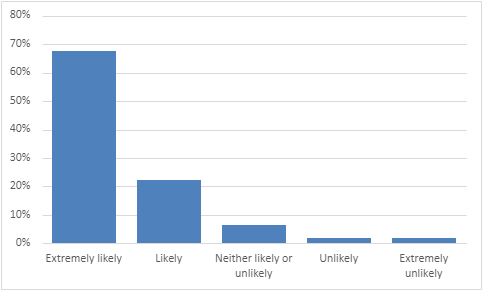 80%
70%
60%
50%
40%
30%
20%
10%
0%
Extremely likely
Likely
Neither likely or
unlikely
Unlikely
Extremely
unlikely